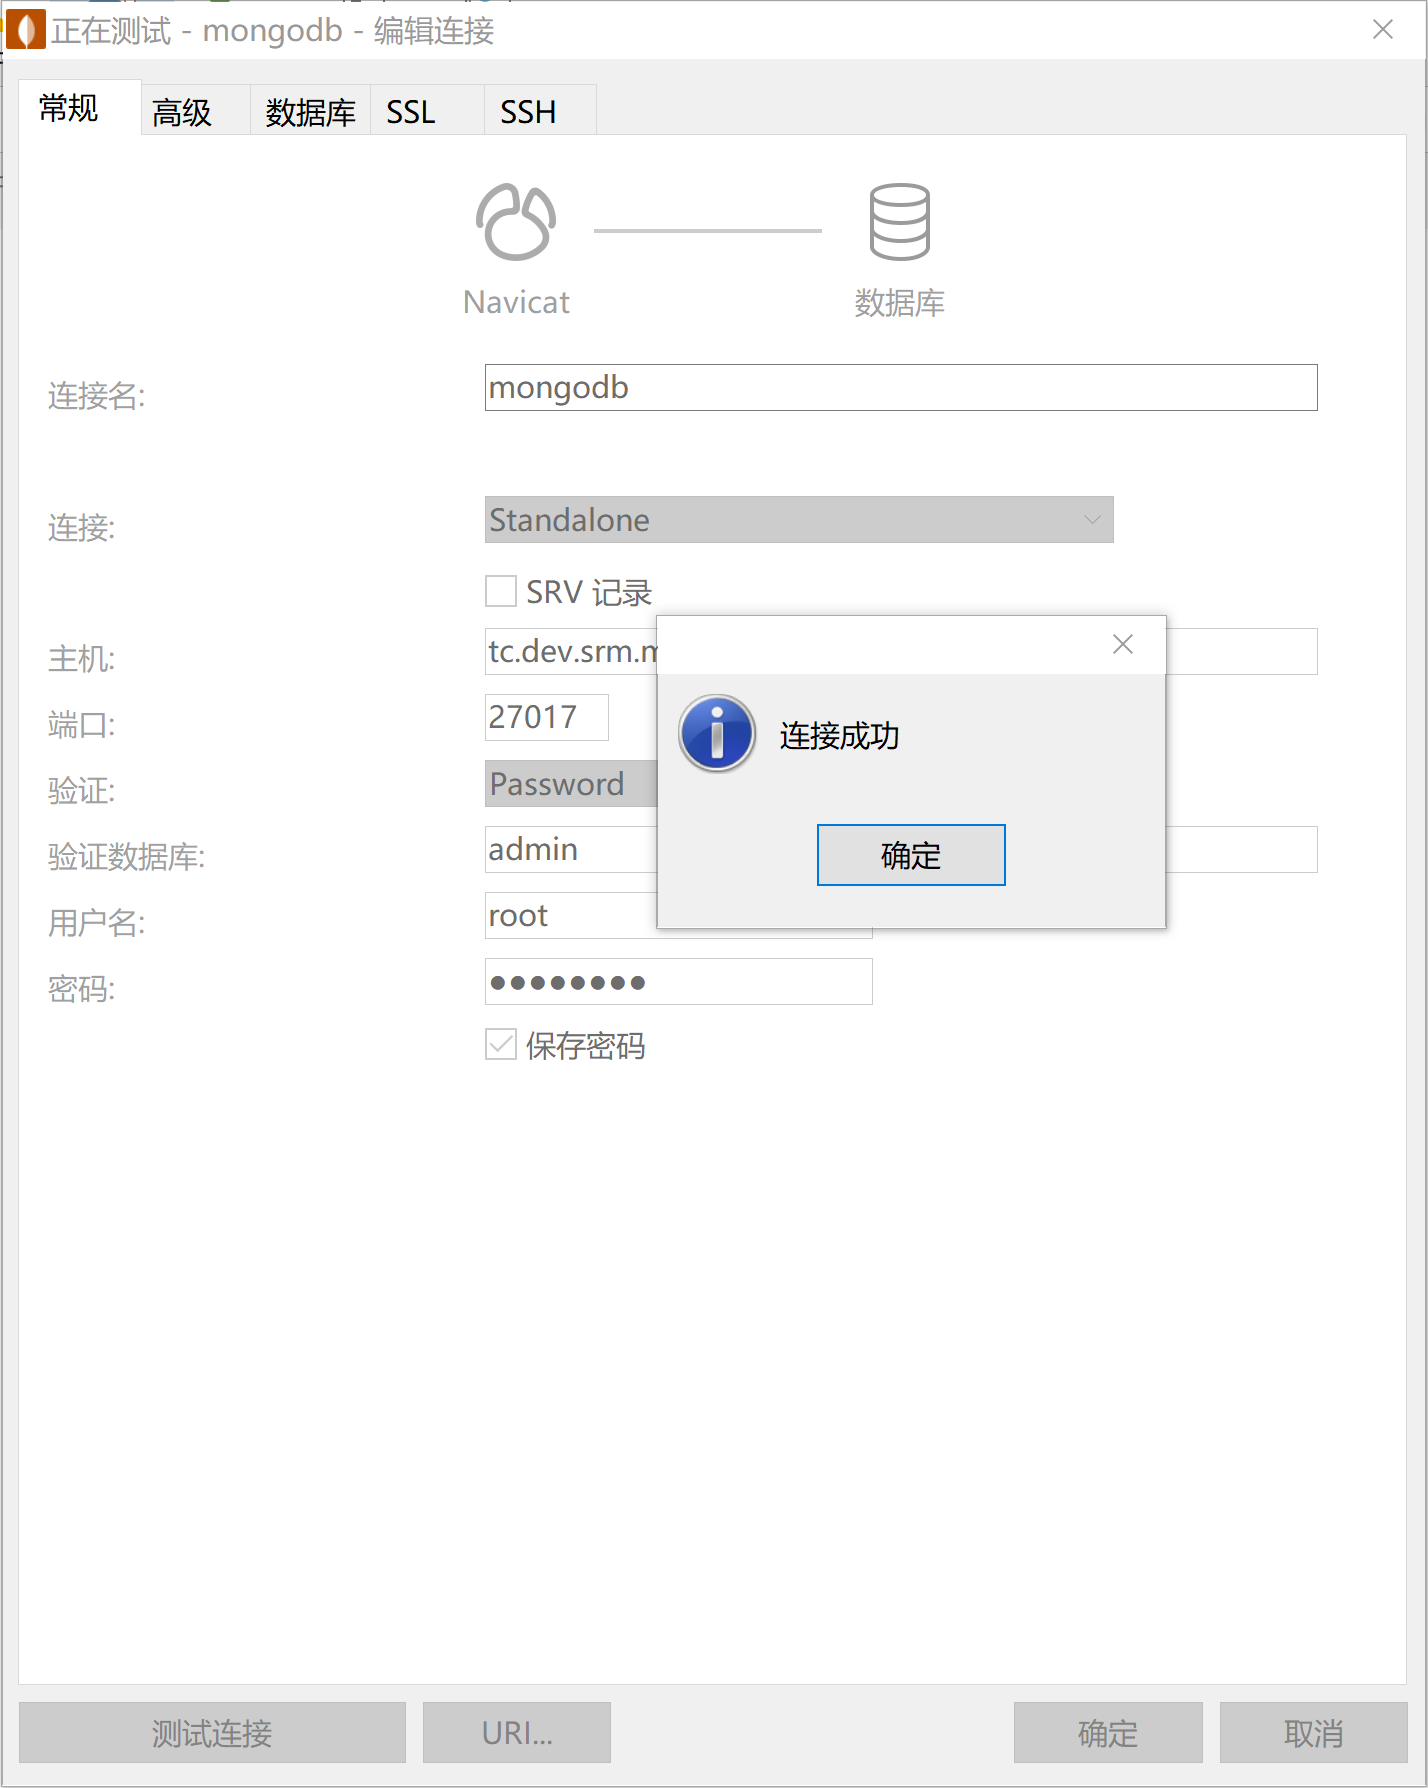 正在测试 - mongodb - 编辑连接
常规 高级 数据库 SSL SSH
Navicat 数据库
连接名: mongodb
连接: Standalone
SRV 记录
主机: tc.dev.srm.
端口: 27017
连接成功
验证: Password
验证数据库: admin
确定
用户名: root
密码: ●●●●●●●●
保存密码
测试连接 URI... 确定 取消